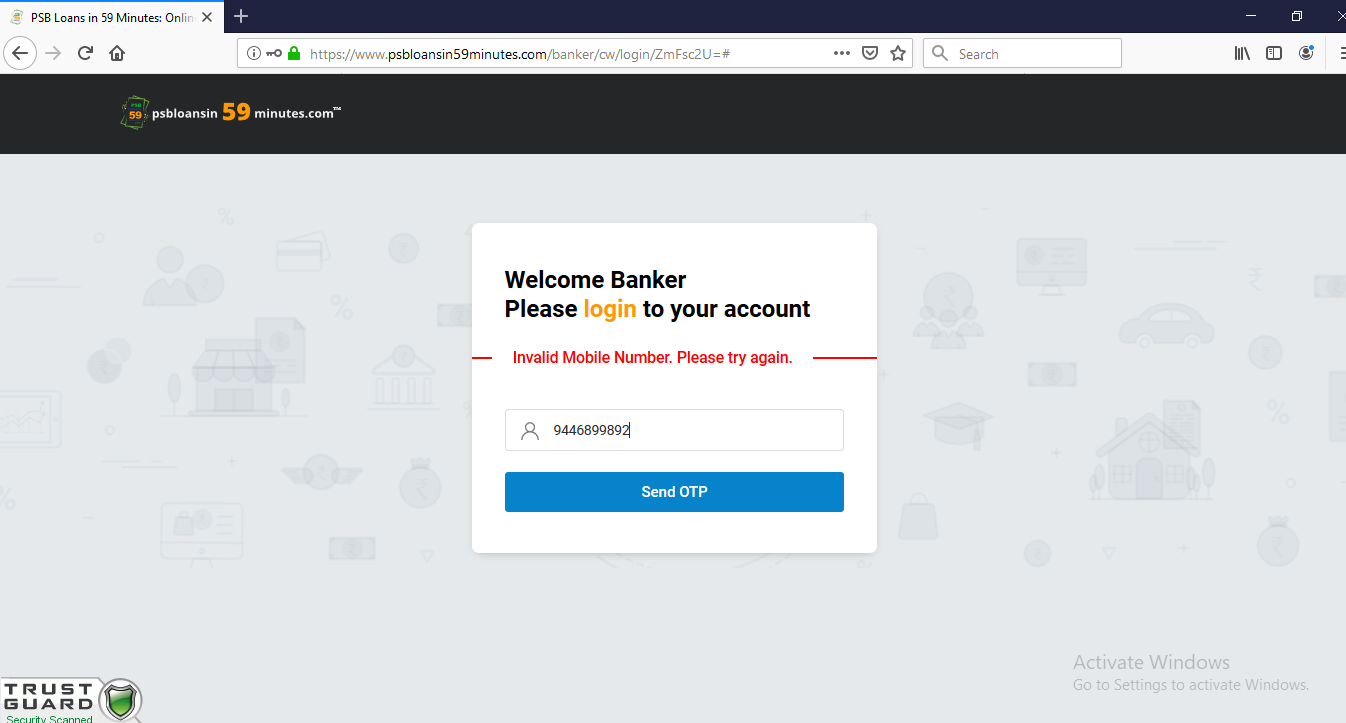 PSB Loans in 59 Minutes: Onlin
https://www.psbloansin59minutes.com/banker/cw/login/ZmFsc2U=#
Search
PSB
59
psbloansin 59 minutes.com™
Welcome Banker
Please login to your account
Invalid Mobile Number. Please try again.
9446899892
Send OTP
Activate Windows
Go to Settings to activate Windows.
TRUST
GUARD
Security Scanned